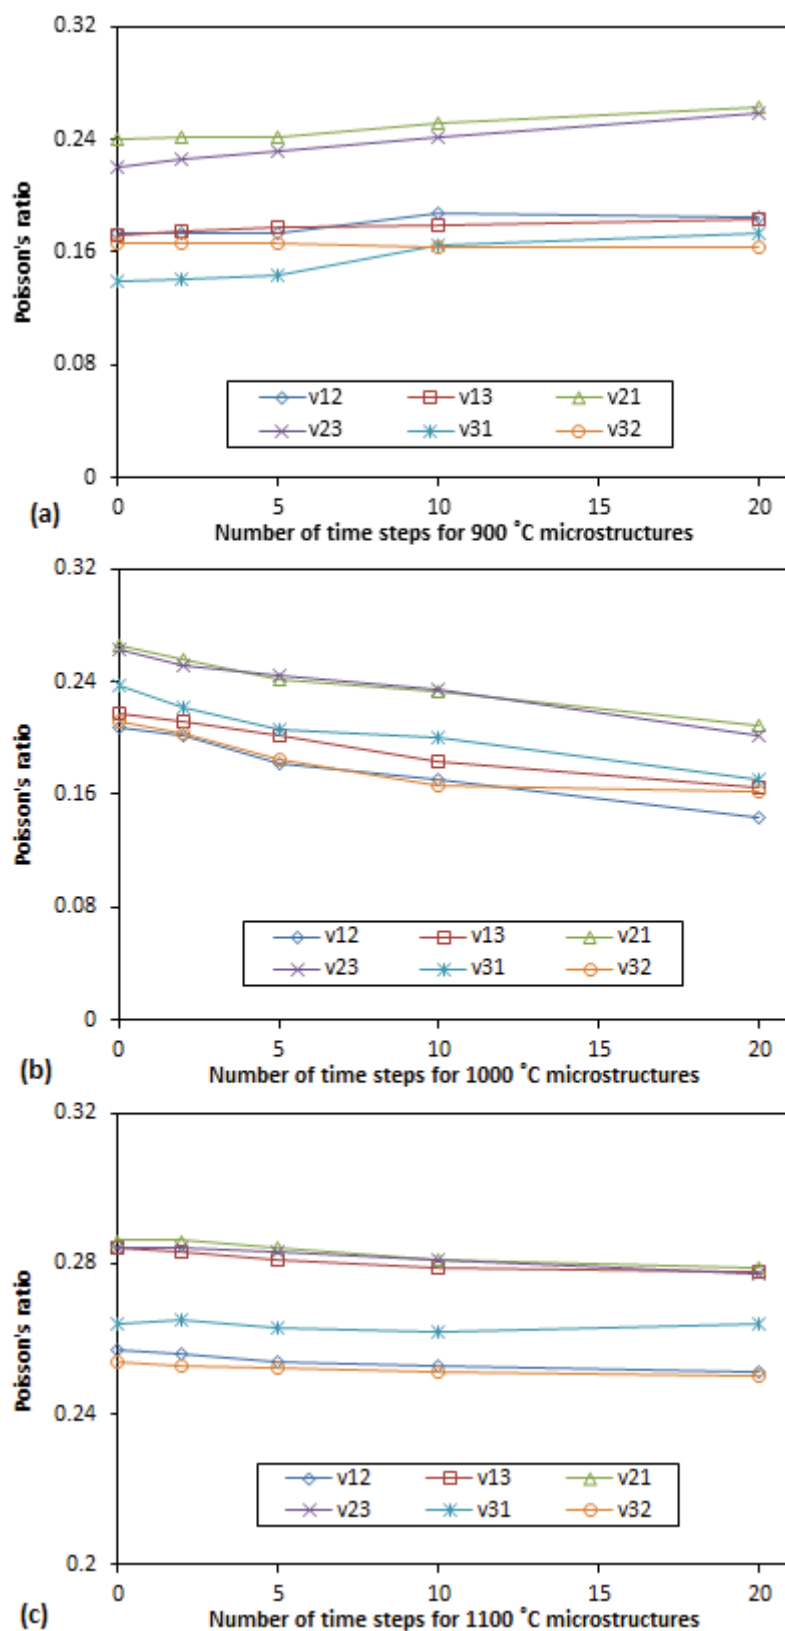 0.32
0.24
0.16
0.08
0
Poisson's ratio
v12 v13 v21
v23 v31 v32
0 5 10 15 20
(a)
Number of time steps for 900 °C microstructures
0.32
0.24
0.16
0.08
0
Poisson's ratio
v12 v13 v21
v23 v31 v32
0 5 10 15 20
(b)
Number of time steps for 1000 °C microstructures
0.32
0.28
0.24
0.2
Poisson's ratio
v12 v13 v21
v23 v31 v32
0 5 10 15 20
(c)
Number of time steps for 1100 °C microstructures